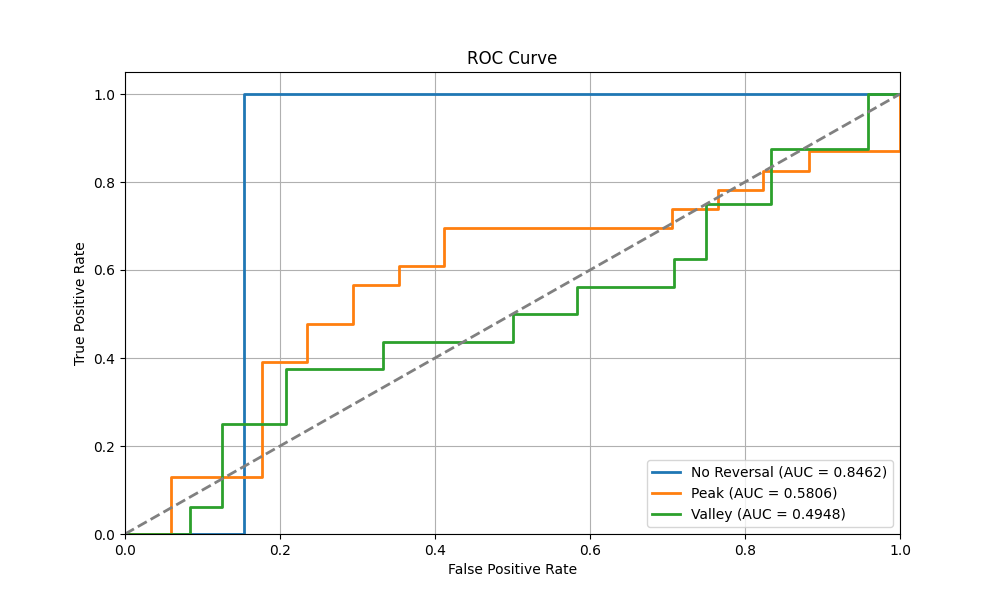 ROC Curve
True Positive Rate
1.0
0.8
0.6
0.4
0.2
0.0
0.0 0.2 0.4 0.6 0.8 1.0
False Positive Rate
No Reversal (AUC = 0.8462)
Peak (AUC = 0.5806)
Valley (AUC = 0.4948)